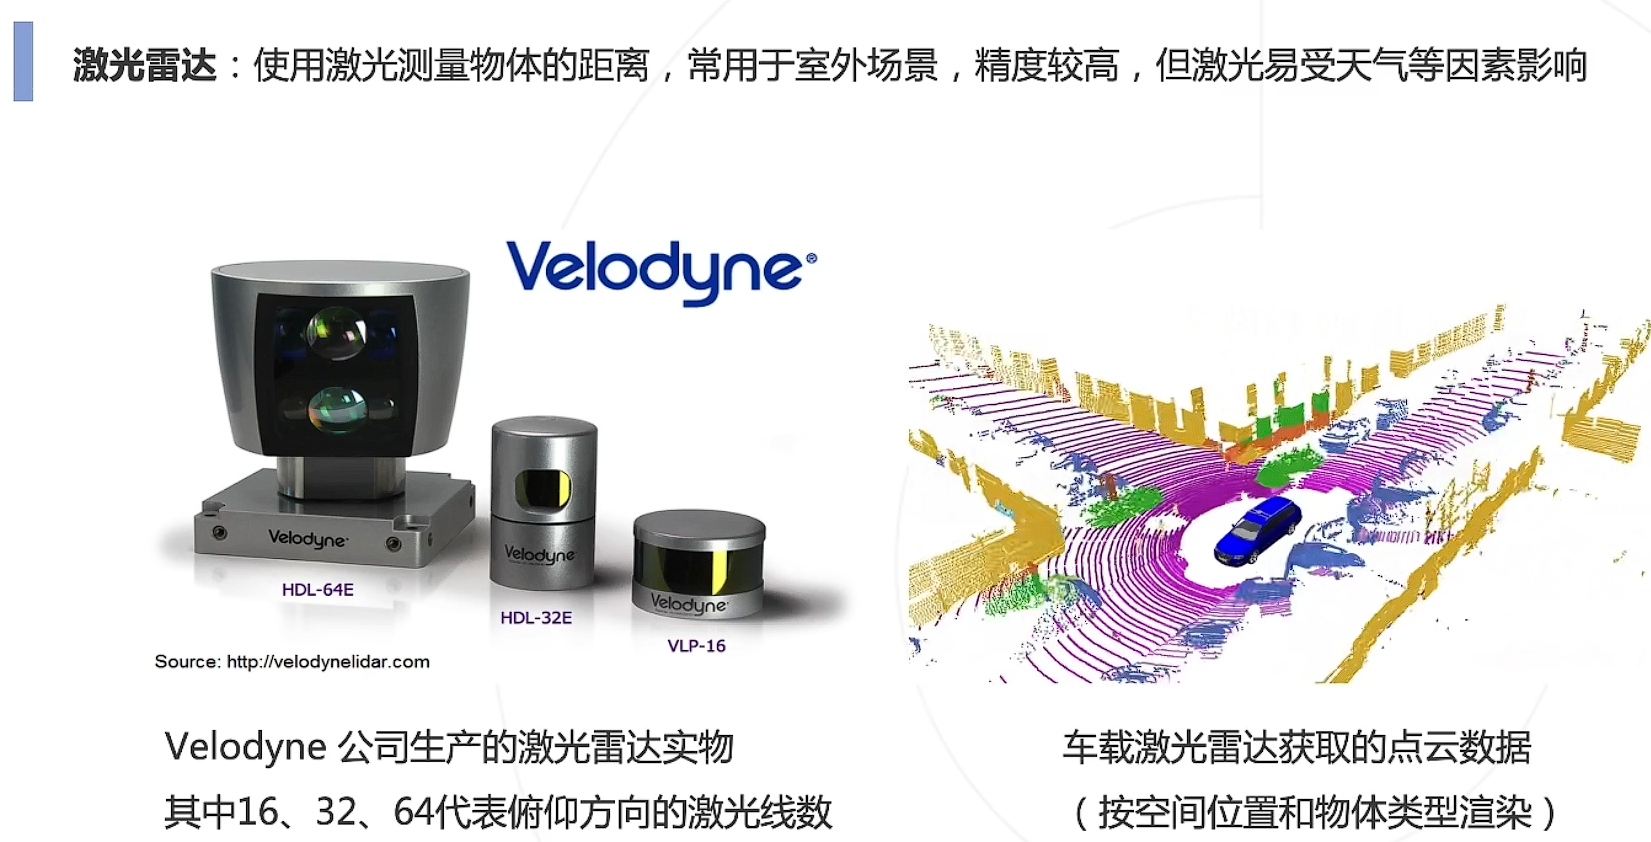 激光雷达：使用激光测量物体的距离，常用于室外场景，精度较高，但激光易受天气等因素影响
Velodyne®
Velodyne
HDL-64E
Velodyne
HDL-32E
Velodyne
VLP-16
Source: http://velodynelidar.com
Velodyne 公司生产的激光雷达实物
其中16、32、64代表俯仰方向的激光线数
车载激光雷达获取的点云数据
（按空间位置和物体类型渲染）